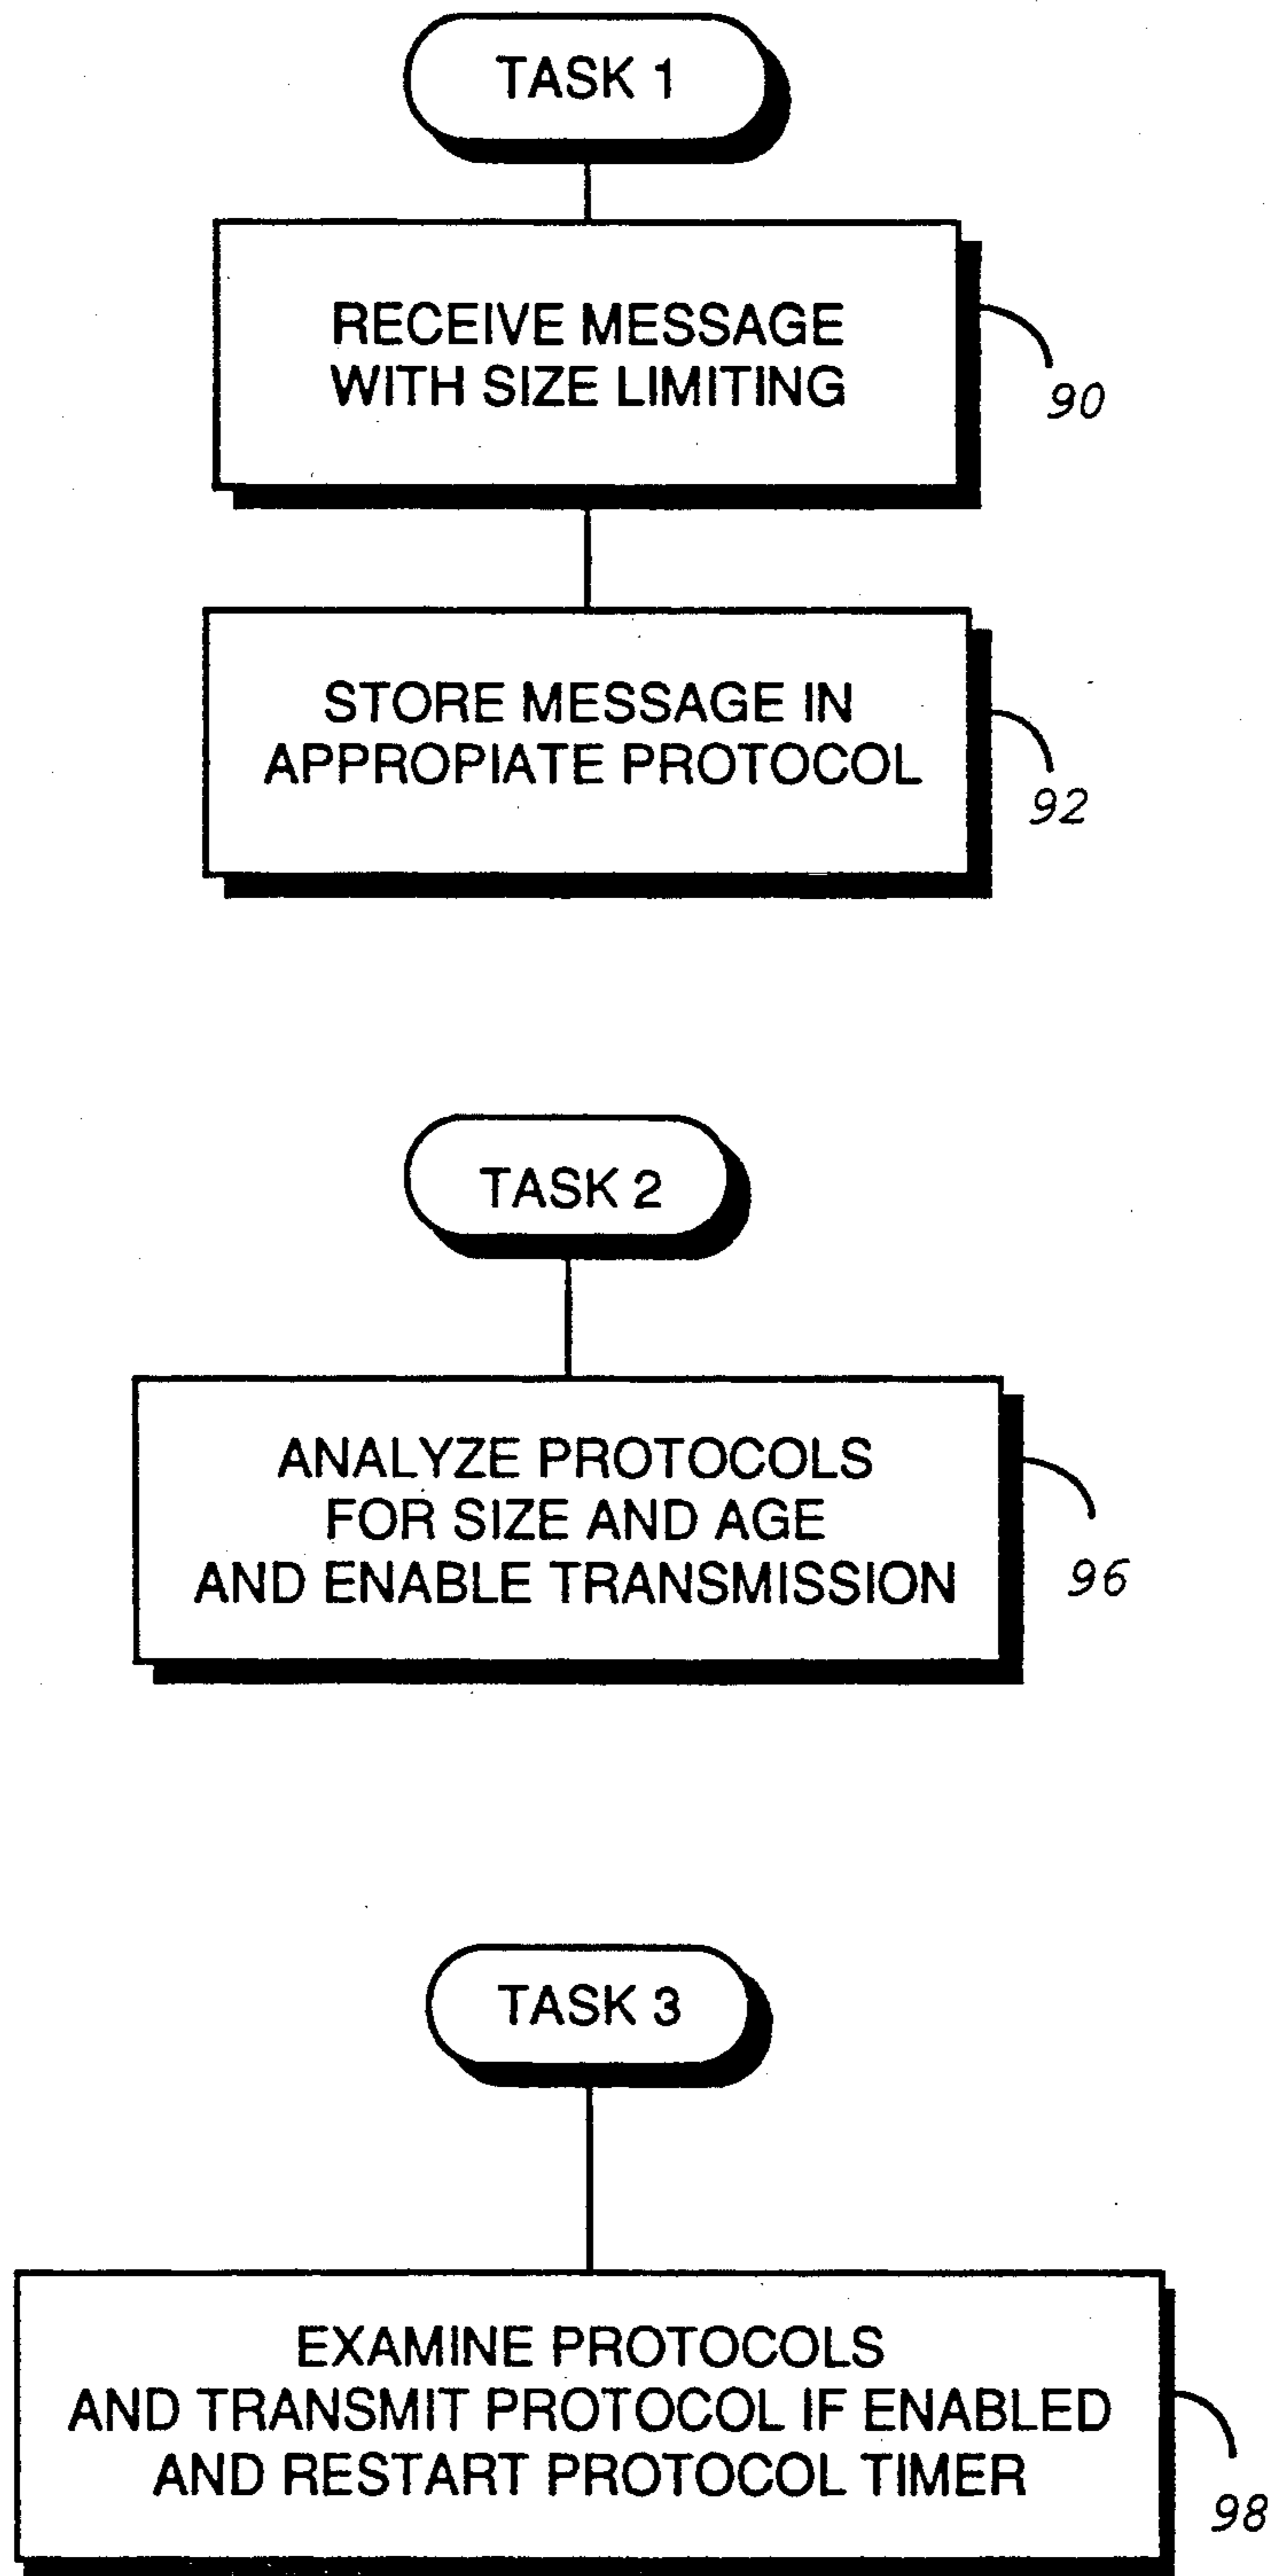 TASK 1
RECEIVE MESSAGE
WITH SIZE LIMITING
90
STORE MESSAGE IN
APPROPIATE PROTOCOL
92
TASK 2
ANALYZE PROTOCOLS
FOR SIZE AND AGE
AND ENABLE TRANSMISSION
96
TASK 3
EXAMINE PROTOCOLS
AND TRANSMIT PROTOCOL IF ENABLED
AND RESTART PROTOCOL TIMER
98